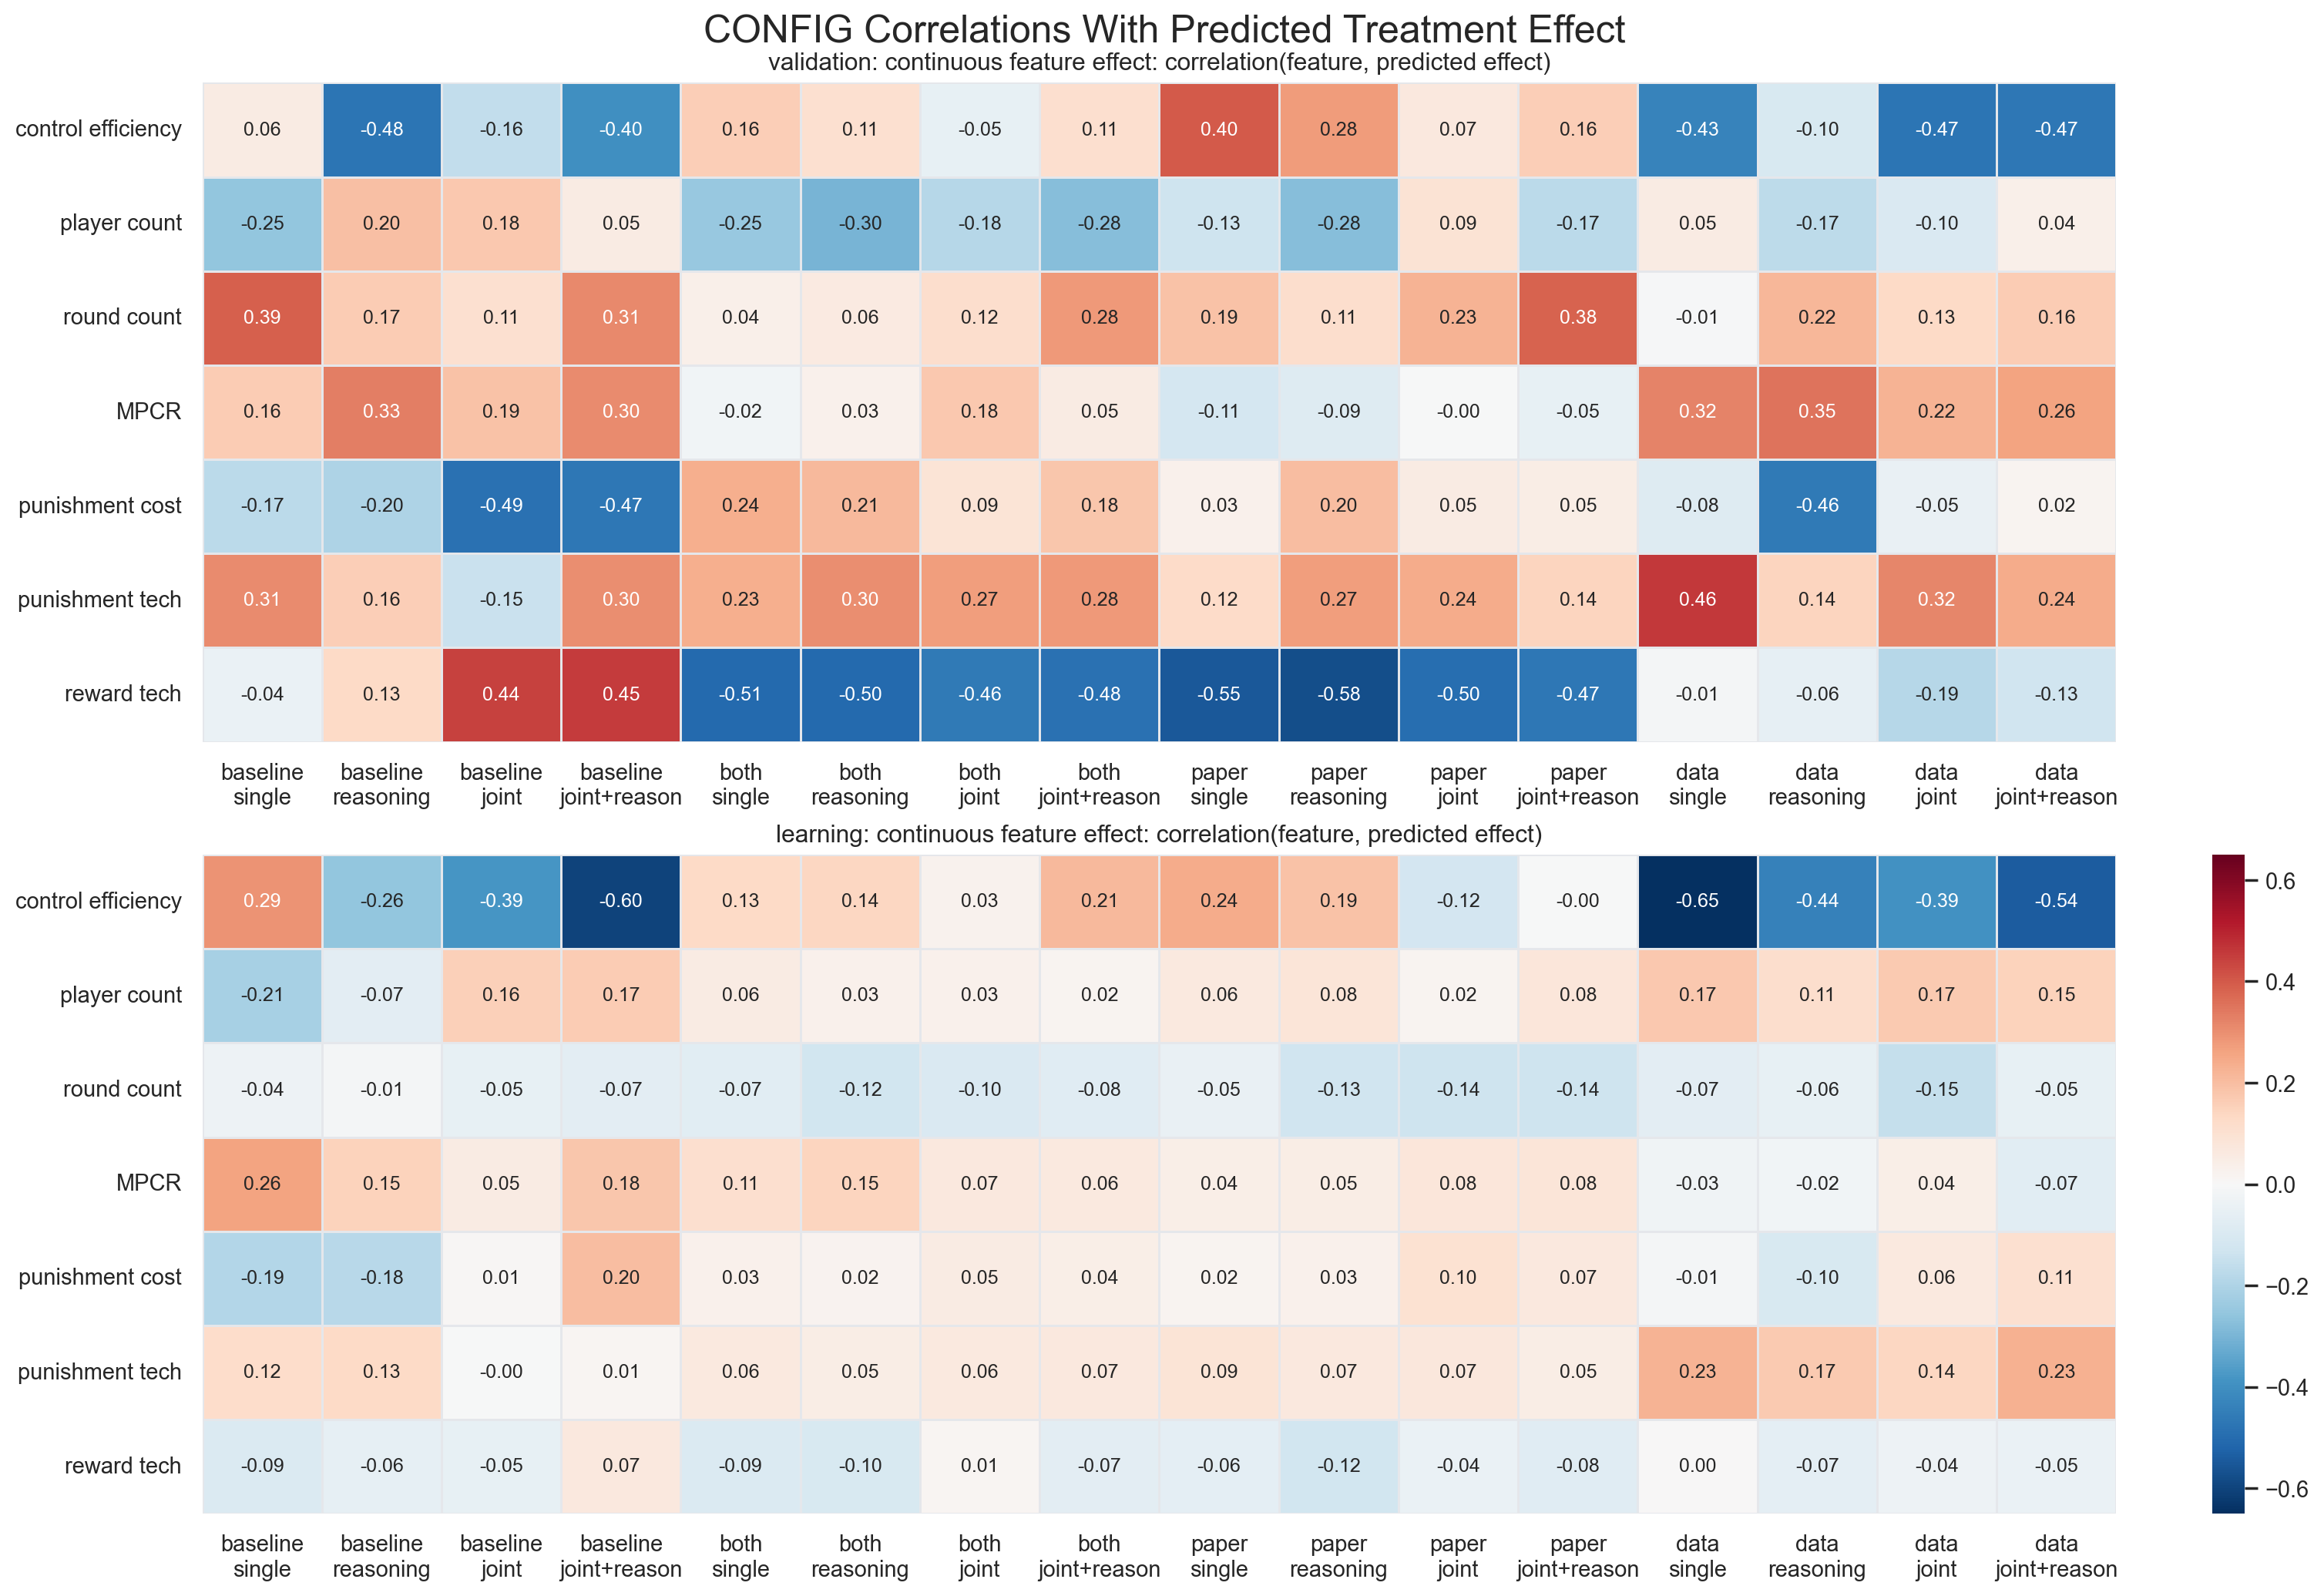 CONFIG Correlations With Predicted Treatment Effect
validation: continuous feature effect: correlation(feature, predicted effect)
control efficiency 0.06 -0.48 -0.16 -0.40 0.16 0.11 -0.05 0.11 0.40 0.28 0.07 0.16 -0.43 -0.10 -0.47 -0.47
player count -0.25 0.20 0.18 0.05 -0.25 -0.30 -0.18 -0.28 -0.13 -0.28 0.09 -0.17 0.05 -0.17 -0.10 0.04
round count 0.39 0.17 0.11 0.31 0.04 0.06 0.12 0.28 0.19 0.11 0.23 0.38 -0.01 0.22 0.13 0.16
MPCR 0.16 0.33 0.19 0.30 -0.02 0.03 0.18 0.05 -0.11 -0.09 -0.00 -0.05 0.32 0.35 0.22 0.26
punishment cost -0.17 -0.20 -0.49 -0.47 0.24 0.21 0.09 0.18 0.03 0.20 0.05 0.05 -0.08 -0.46 -0.05 0.02
punishment tech 0.31 0.16 -0.15 0.30 0.23 0.30 0.27 0.28 0.12 0.27 0.24 0.14 0.46 0.14 0.32 0.24
reward tech -0.04 0.13 0.44 0.45 -0.51 -0.50 -0.46 -0.48 -0.55 -0.58 -0.50 -0.47 -0.01 -0.06 -0.19 -0.13
baseline baseline baseline baseline both both both both paper paper paper paper data data data data
single reasoning joint joint+reason single reasoning joint joint+reason single reasoning joint joint+reason single reasoning joint joint+reason
learning: continuous feature effect: correlation(feature, predicted effect)
control efficiency 0.29 -0.26 -0.39 -0.60 0.13 0.14 0.03 0.21 0.24 0.19 -0.12 -0.00 -0.65 -0.44 -0.39 -0.54
player count -0.21 -0.07 0.16 0.17 0.06 0.03 0.03 0.02 0.06 0.08 0.02 0.08 0.17 0.11 0.17 0.15
round count -0.04 -0.01 -0.05 -0.07 -0.07 -0.12 -0.10 -0.08 -0.05 -0.13 -0.14 -0.14 -0.07 -0.06 -0.15 -0.05
MPCR 0.26 0.15 0.05 0.18 0.11 0.15 0.07 0.06 0.04 0.05 0.08 0.08 -0.03 -0.02 0.04 -0.07
punishment cost -0.19 -0.18 0.01 0.20 0.03 0.02 0.05 0.04 0.02 0.03 0.10 0.07 -0.01 -0.10 0.06 0.11
punishment tech 0.12 0.13 -0.00 0.01 0.06 0.05 0.06 0.07 0.09 0.07 0.07 0.05 0.23 0.17 0.14 0.23
reward tech -0.09 -0.06 -0.05 0.07 -0.09 -0.10 0.01 -0.07 -0.06 -0.12 -0.04 -0.08 0.00 -0.07 -0.04 -0.05
baseline baseline baseline baseline both both both both paper paper paper paper data data data data
single reasoning joint joint+reason single reasoning joint joint+reason single reasoning joint joint+reason single reasoning joint joint+reason
0.6
0.4
0.2
0.0
−0.2
−0.4
−0.6